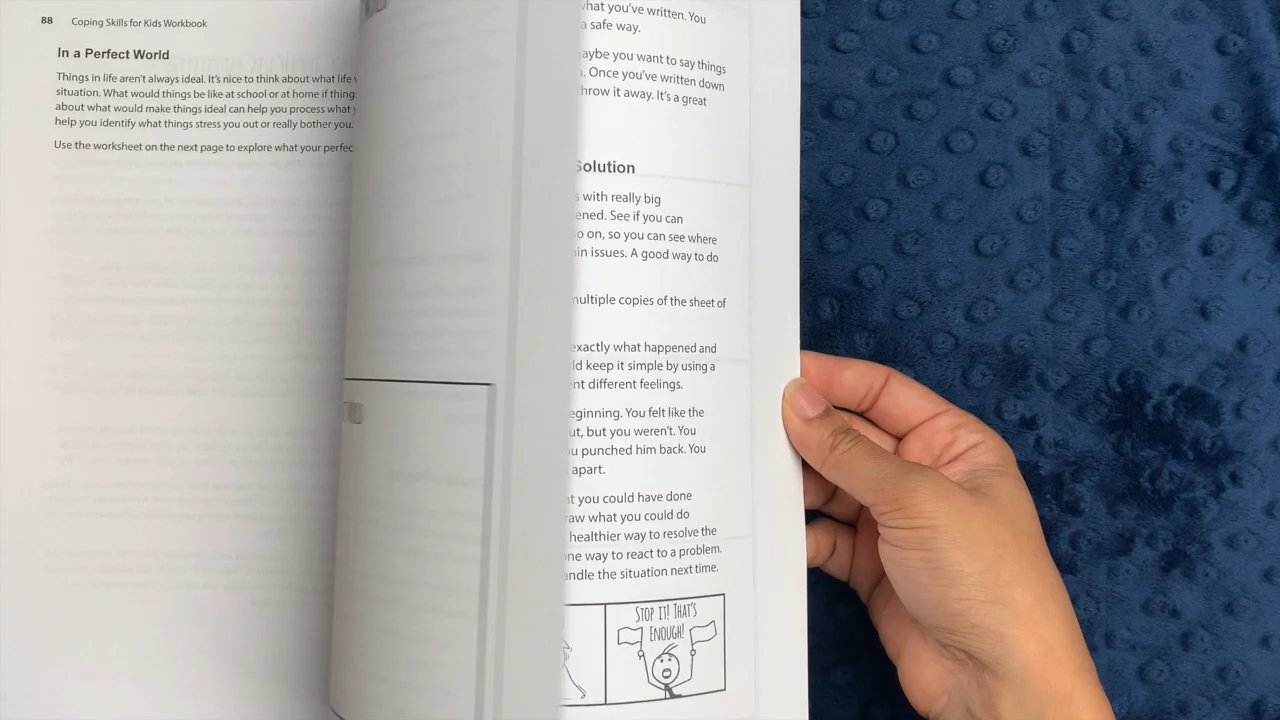 88 Coping Skills for Kids Workbook
In a Perfect World
Things in life aren't always ideal. It's nice to think about what life
situation. What would things be like at school or at home if thing
about what would make things ideal can help you process what
help you identify what things stress you out or really bother you.
Use the worksheet on the next page to explore what your perfec
hat you've written. You
a safe way.
aybe you want to say things
. Once you've written down
hrow it away. It's a great
Solution
s with really big
ened. See if you can
o on, so you can see where
in issues. A good way to do
multiple copies of the sheet of
exactly what happened and
ld keep it simple by using a
nt different feelings.
eginning. You felt like the
ut, but you weren't. You
u punched him back. You
apart.
at you could have done
aw what you could do
healthier way to resolve the
ne way to react to a problem.
andle the situation next time.
STOP IT! THAT'S
ENOUGH!